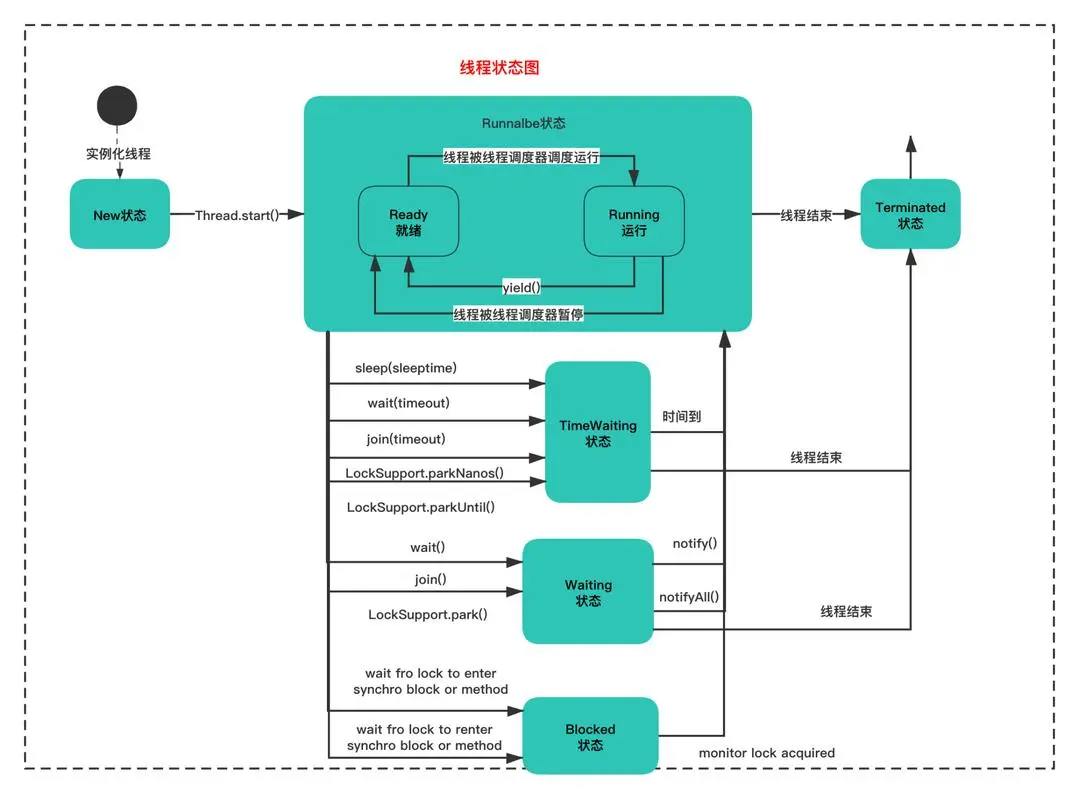 线程状态图
Runnalbe状态
实例化线程
线程被线程调度器调度运行
New状态
Thread.start()
Ready
就绪
Running
运行
线程结束
Terminated
状态
yield()
线程被线程调度器暂停
sleep(sleeptime)
wait(timeout)
join(timeout)
LockSupport.parkNanos()
LockSupport.parkUntil()
TimeWaiting
状态
时间到
线程结束
wait()
join()
LockSupport.park()
Waiting
状态
notify()
notifyAll()
线程结束
wait fro lock to enter
synchro block or method
wait fro lock to renter
synchro block or method
Blocked
状态
monitor lock acquired